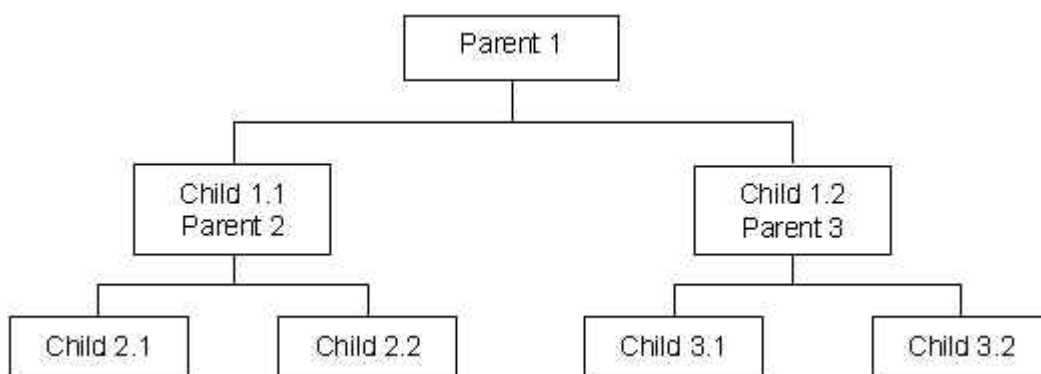 Parent 1
Child 1.1
Parent 2
Child 1.2
Parent 3
Child 2.1
Child 2.2
Child 3.1
Child 3.2